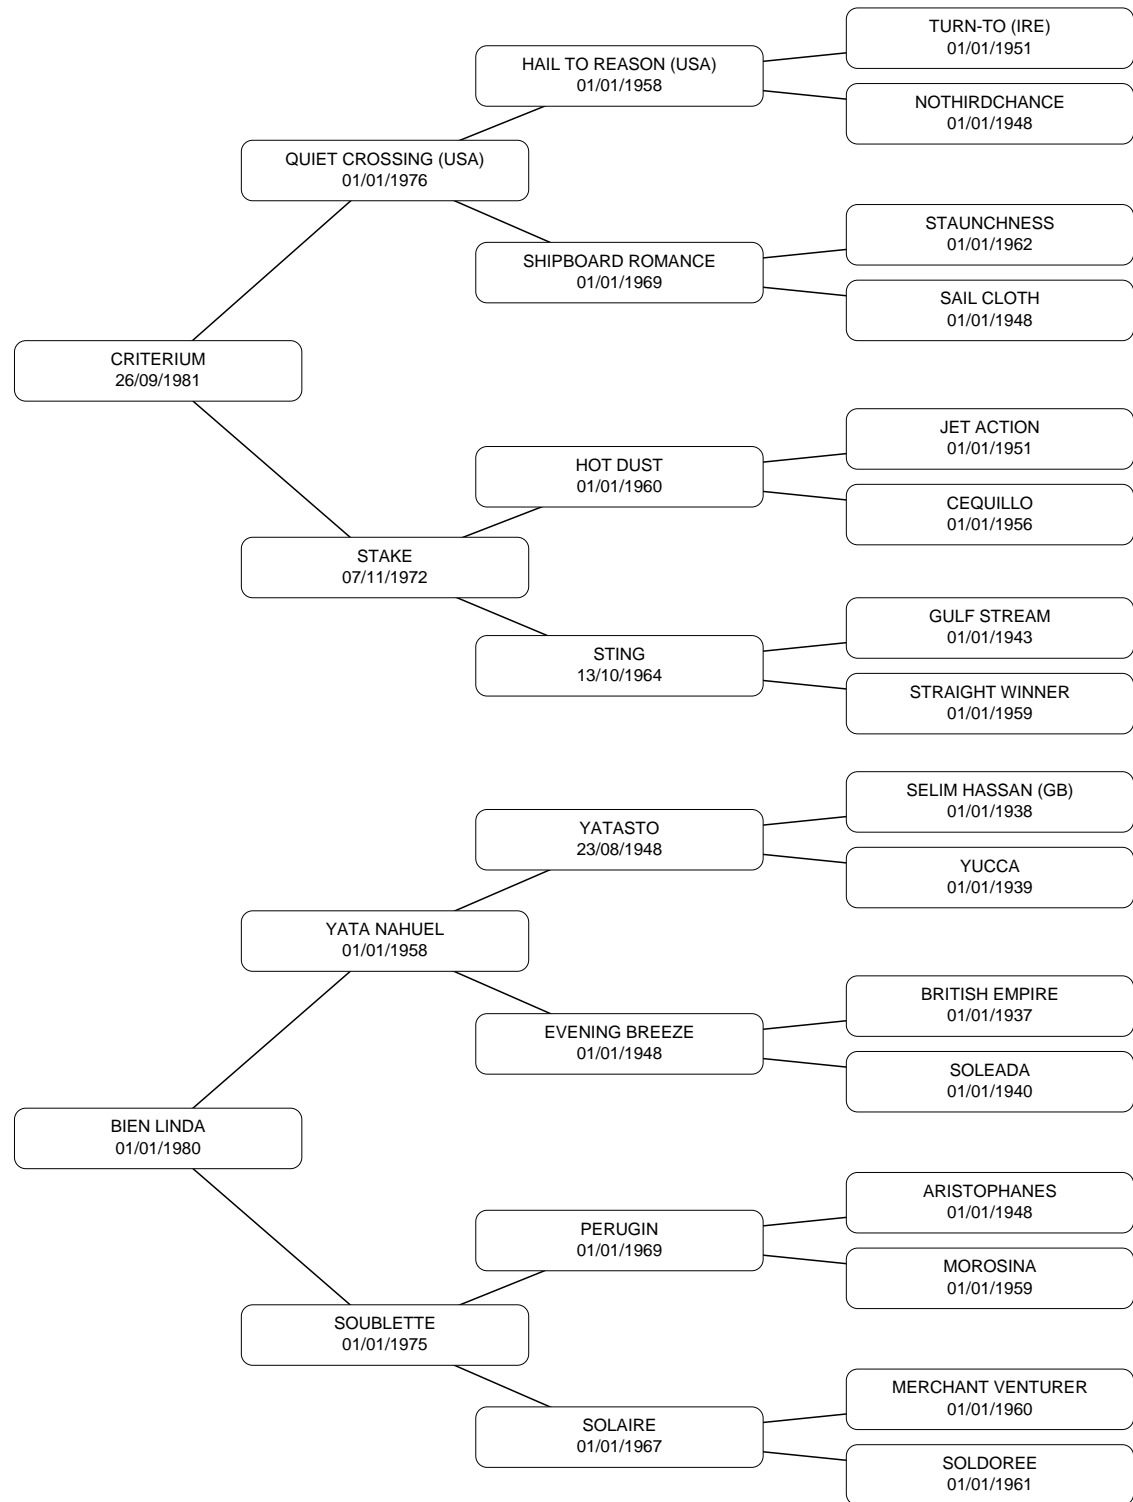 TURN-TO (IRE)
01/01/1951
HAIL TO REASON (USA)
01/01/1958
NOTHIRDCHANCE
01/01/1948
QUIET CROSSING (USA)
01/01/1976
STAUNCHNESS
01/01/1962
SHIPBOARD ROMANCE
01/01/1969
SAIL CLOTH
01/01/1948
CRITERIUM
26/09/1981
JET ACTION
01/01/1951
HOT DUST
01/01/1960
CEQUILLO
01/01/1956
STAKE
07/11/1972
GULF STREAM
01/01/1943
STING
13/10/1964
STRAIGHT WINNER
01/01/1959
SELIM HASSAN (GB)
01/01/1938
YATASTO
23/08/1948
YUCCA
01/01/1939
YATA NAHUEL
01/01/1958
BRITISH EMPIRE
01/01/1937
EVENING BREEZE
01/01/1948
SOLEADA
01/01/1940
BIEN LINDA
01/01/1980
ARISTOPHANES
01/01/1948
PERUGIN
01/01/1969
MOROSINA
01/01/1959
SOUBLETTE
01/01/1975
MERCHANT VENTURER
01/01/1960
SOLAIRE
01/01/1967
SOLDOREE
01/01/1961